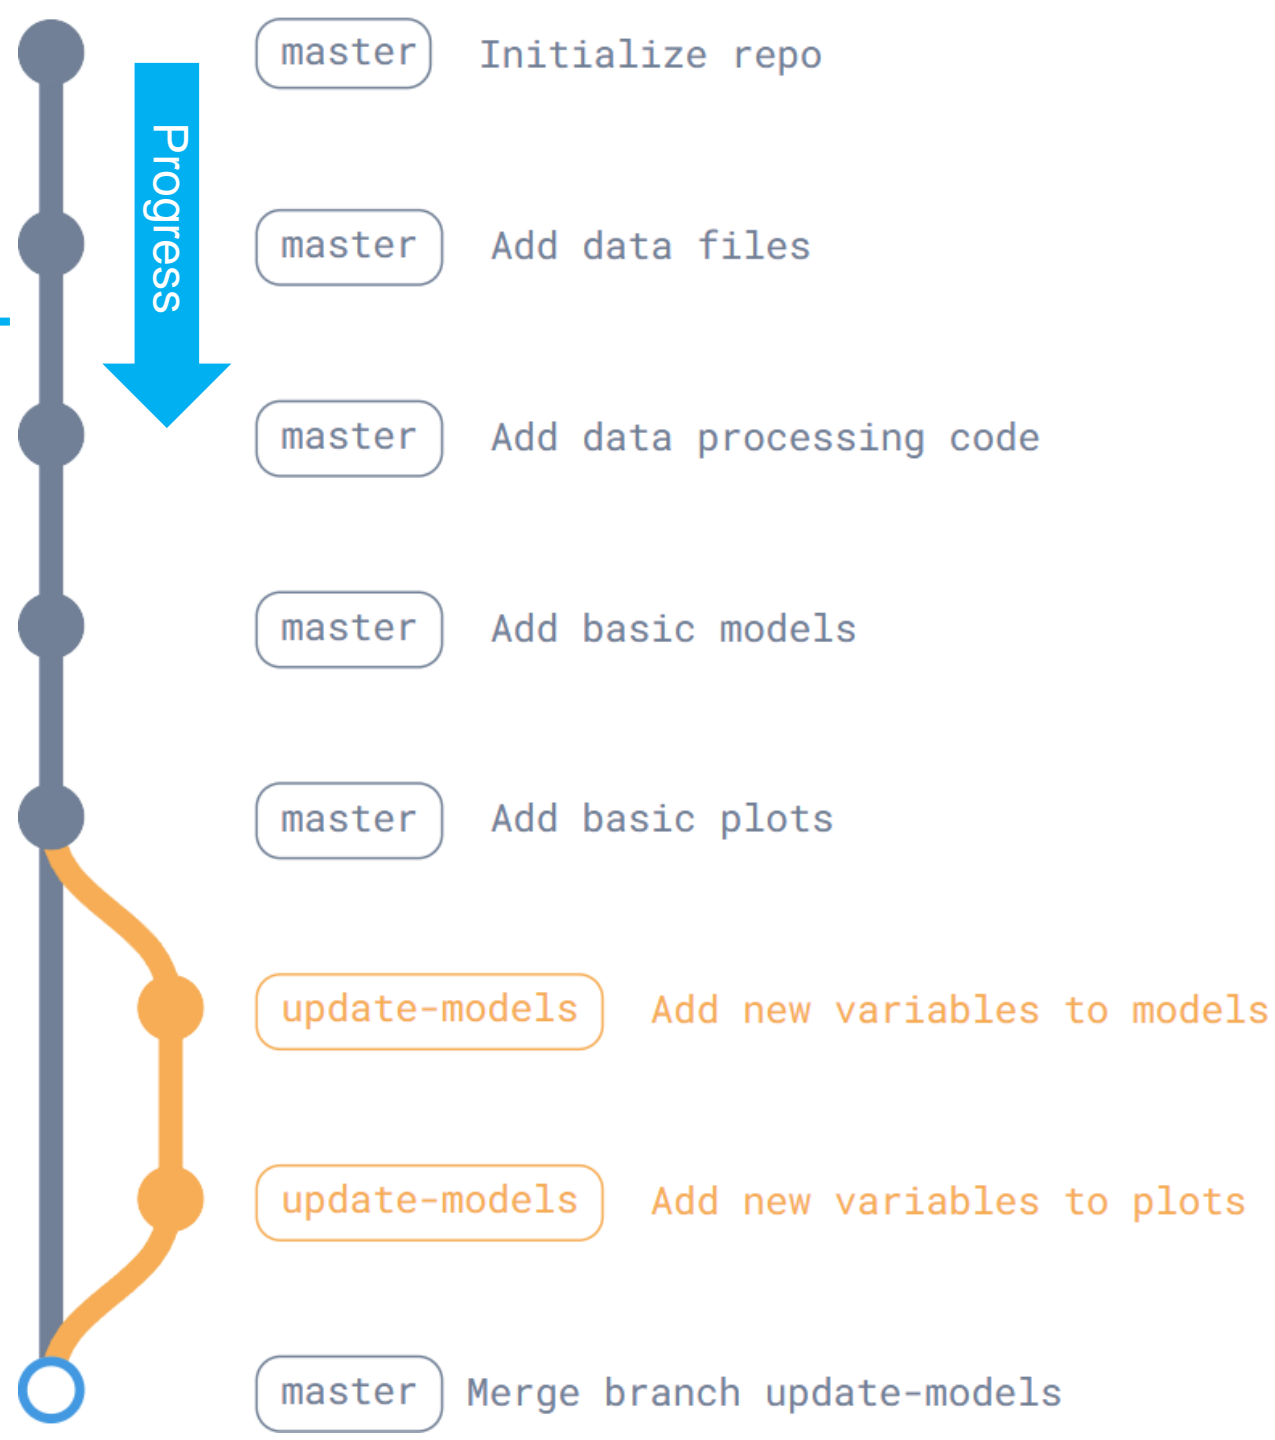 master Initialize repo
Progress
master Add data files
master Add data processing code
master Add basic models
master Add basic plots
update-models Add new variables to models
update-models Add new variables to plots
master Merge branch update-models